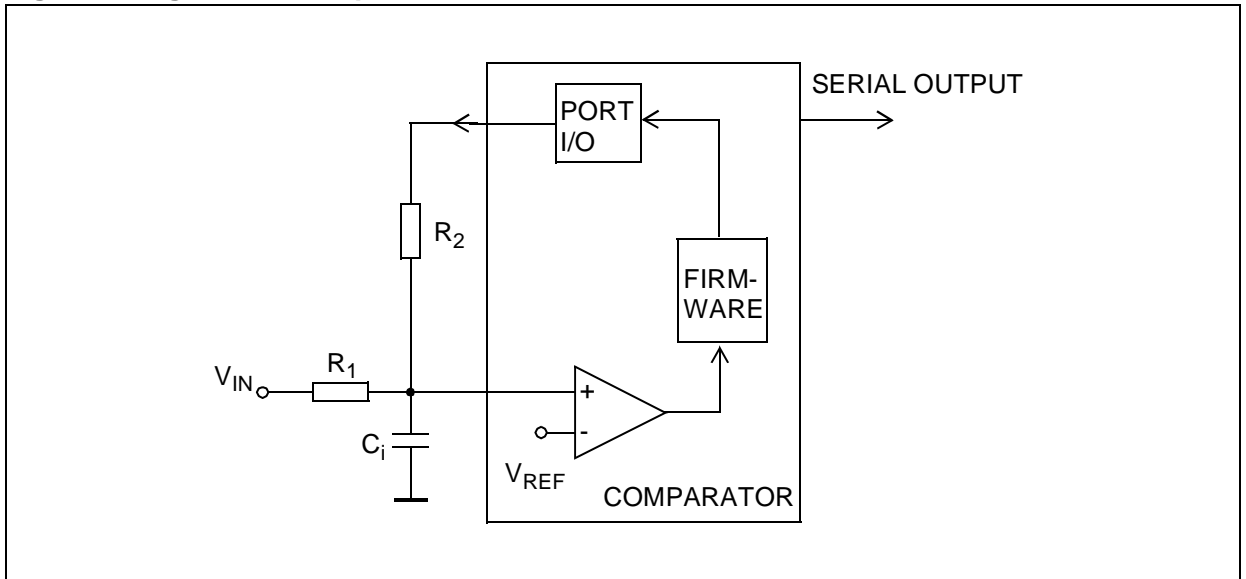 SERIAL OUTPUT
PORT
I/O
R2
FIRM-
WARE
R1
VIN
+
-
Ci
VREF
COMPARATOR